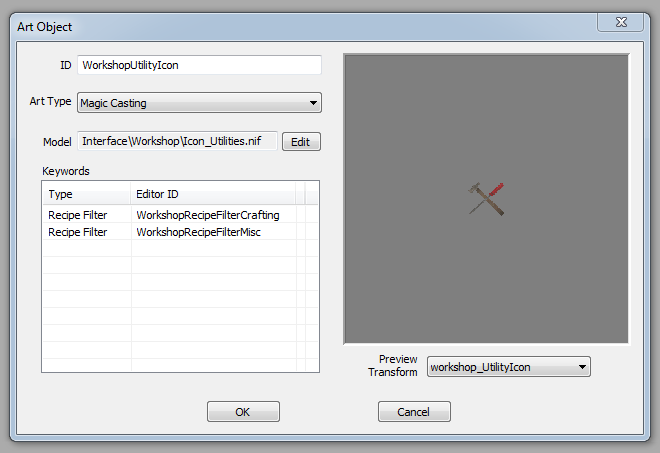 Art Object
ID WorkshopUtilityIcon
Art Type Magic Casting
Model Interface\Workshop\Icon_Utilities.nif Edit
Keywords
Type Editor ID
Recipe Filter WorkshopRecipeFilterCrafting
Recipe Filter WorkshopRecipeFilterMisc
Preview
Transform workshop_UtilityIcon
OK Cancel